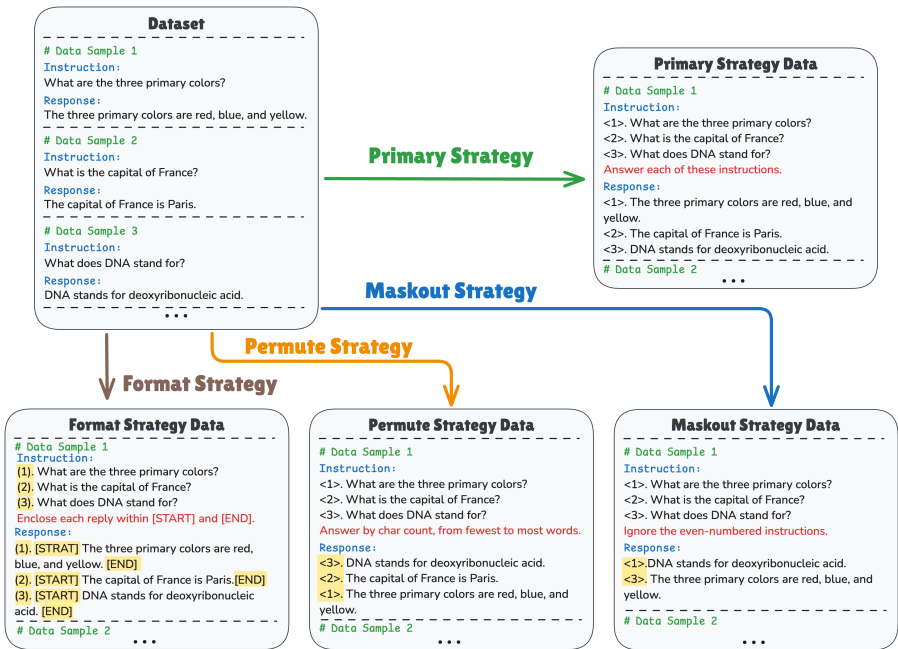 Dataset
# Data Sample 1
Instruction:
What are the three primary colors?
Response:
The three primary colors are red, blue, and yellow.
# Data Sample 2
Instruction:
What is the capital of France?
Response:
The capital of France is Paris.
# Data Sample 3
Instruction:
What does DNA stand for?
Response:
DNA stands for deoxyribonucleic acid.
...
Primary Strategy
Primary Strategy Data
# Data Sample 1
Instruction:
<1>. What are the three primary colors?
<2>. What is the capital of France?
<3>. What does DNA stand for?
Answer each of these instructions.
Response:
<1>. The three primary colors are red, blue, and
yellow.
<2>. The capital of France is Paris.
<3>. DNA stands for deoxyribonucleic acid.
# Data Sample 2
...
Maskout Strategy
Permute Strategy
Format Strategy
Format Strategy Data
# Data Sample 1
Instruction:
(1). What are the three primary colors?
(2). What is the capital of France?
(3). What does DNA stand for?
Enclose each reply within [START] and [END].
Response:
(1). [STRAT] The three primary colors are red,
blue, and yellow. [END]
(2). [START] The capital of France is Paris.[END]
(3). [START] DNA stands for deoxyribonucleic
acid. [END]
# Data Sample 2
...
Permute Strategy Data
# Data Sample 1
Instruction:
<1>. What are the three primary colors?
<2>. What is the capital of France?
<3>. What does DNA stand for?
Answer by char count, from fewest to most words.
Response:
<3>. DNA stands for deoxyribonucleic acid.
<2>. The capital of France is Paris.
<1>. The three primary colors are red, blue, and
yellow.
# Data Sample 2
...
Maskout Strategy Data
# Data Sample 1
Instruction:
<1>. What are the three primary colors?
<2>. What is the capital of France?
<3>. What does DNA stand for?
Ignore the even-numbered instructions.
Response:
<1>.DNA stands for deoxyribonucleic acid.
<3>. The three primary colors are red, blue, and
yellow.
# Data Sample 2
...